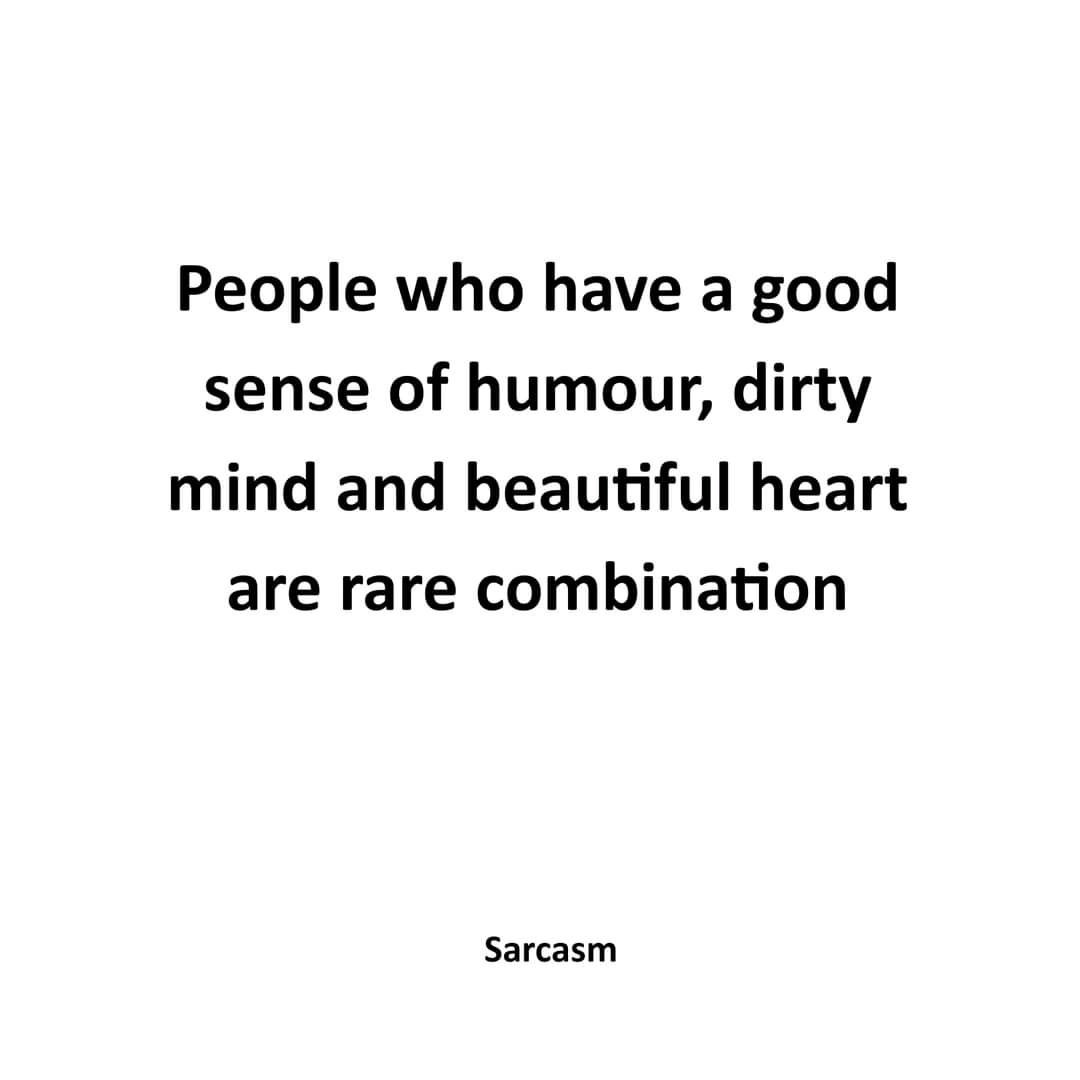 People who have a good
sense of humour, dirty
mind and beautiful heart
are rare combination
Sarcasm